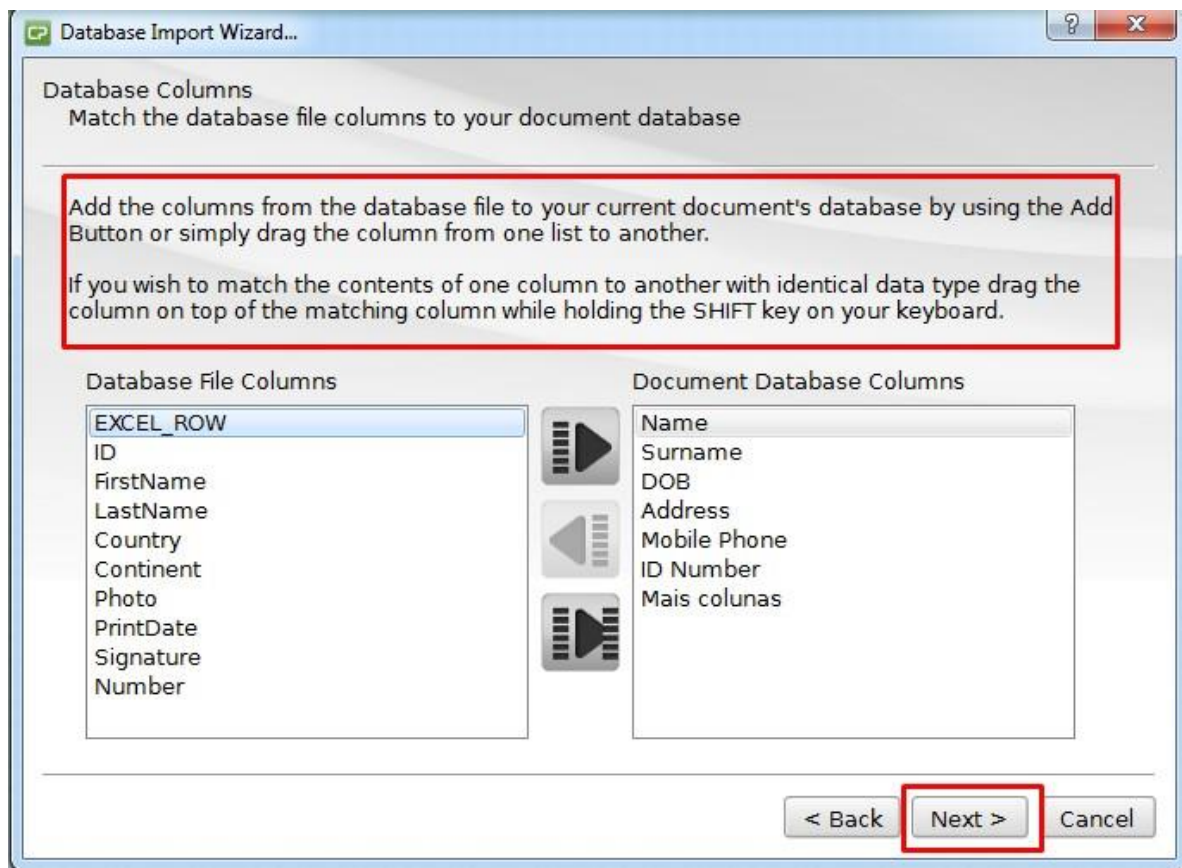 Database Import Wizard...
Database Columns
Match the database file columns to your document database
Add the columns from the database file to your current document's database by using the Add
Button or simply drag the column from one list to another.
If you wish to match the contents of one column to another with identical data type drag the
column on top of the matching column while holding the SHIFT key on your keyboard.
Database File Columns
EXCEL_ROW
ID
FirstName
LastName
Country
Continent
Photo
PrintDate
Signature
Number
Document Database Columns
Name
Surname
DOB
Address
Mobile Phone
ID Number
Mais colunas
< Back
Next >
Cancel